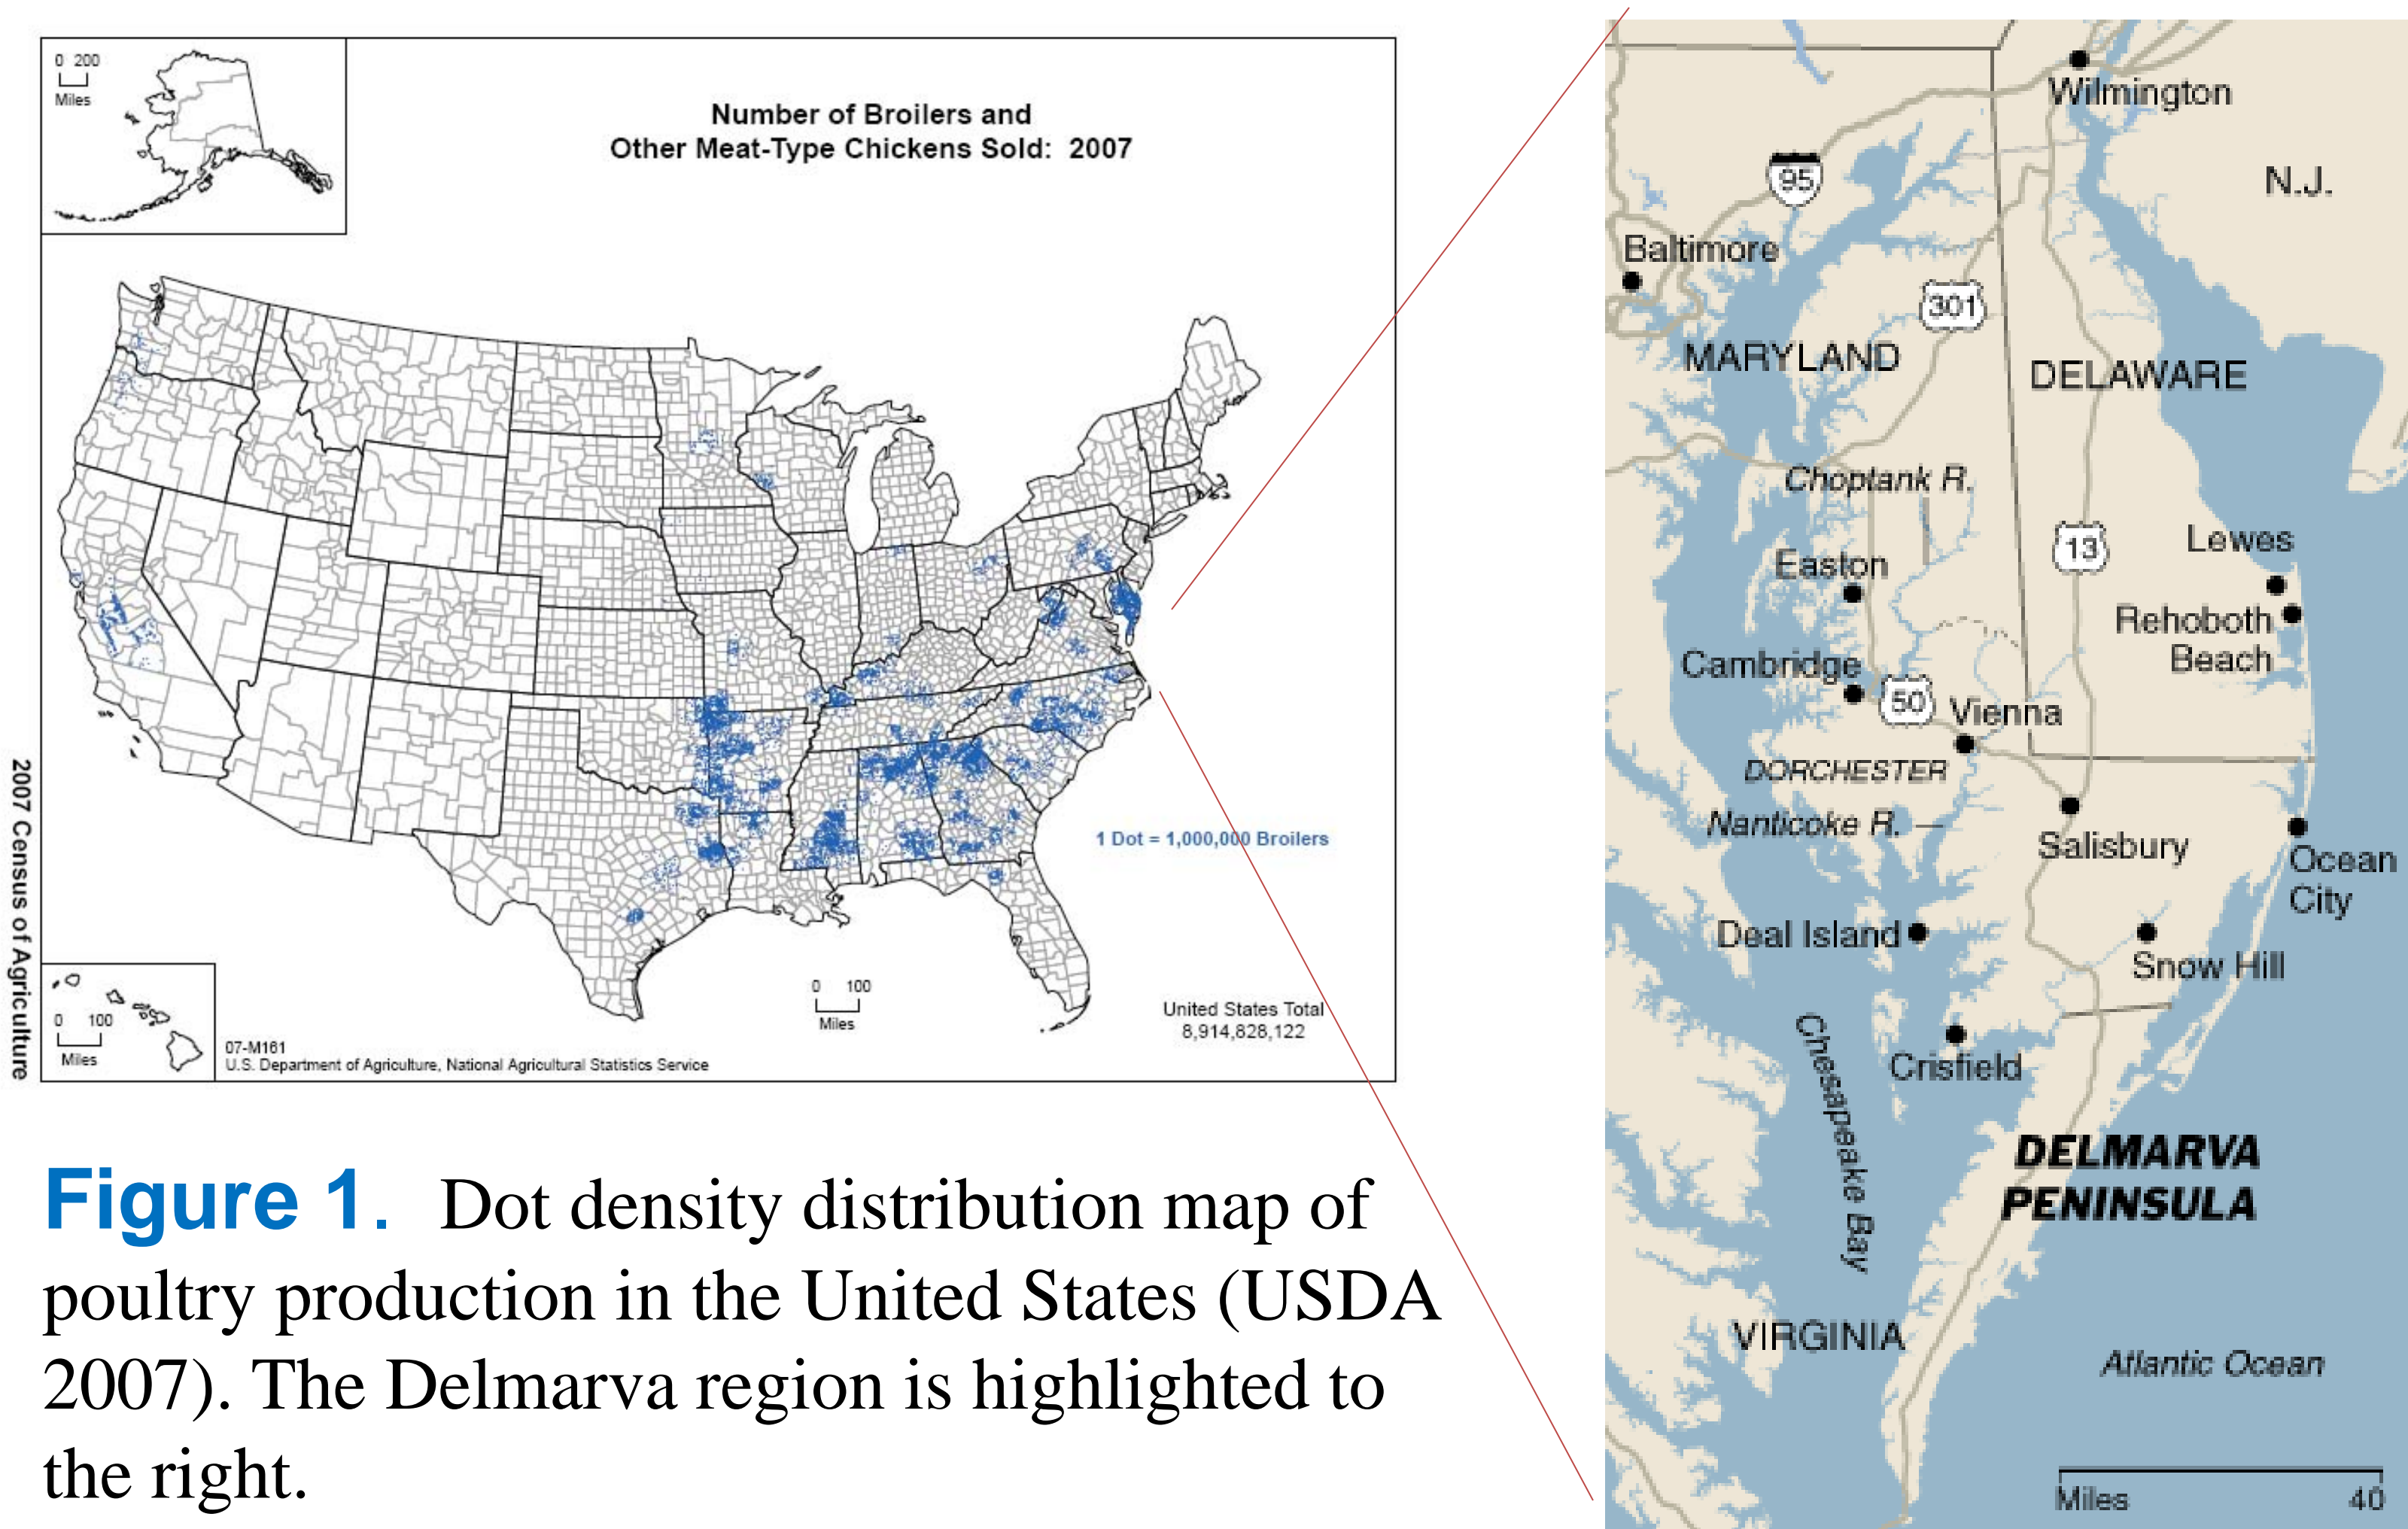 0 200
Miles
Number of Broilers and
Other Meat-Type Chickens Sold: 2007
1 Dot = 1,000,000 Broilers
0 100
Miles
United States Total
8,914,828,122
0 100
Miles
07-M161
U.S. Department of Agriculture, National Agricultural Statistics Service
2007 Census of Agriculture
Figure 1. Dot density distribution map of
poultry production in the United States (USDA
2007). The Delmarva region is highlighted to
the right.
Wilmington
95
N.J.
Baltimore
301
MARYLAND
DELAWARE
Choptank R.
13
Lewes
Easton
Rehoboth
Beach
Cambridge
50
Vienna
DORCHESTER
Nanticoke R.
Salisbury
Ocean
City
Deal Island
Snow Hill
Crisfield
Chesapeake Bay
DELMARVA
PENINSULA
VIRGINIA
Atlantic Ocean
Miles 40